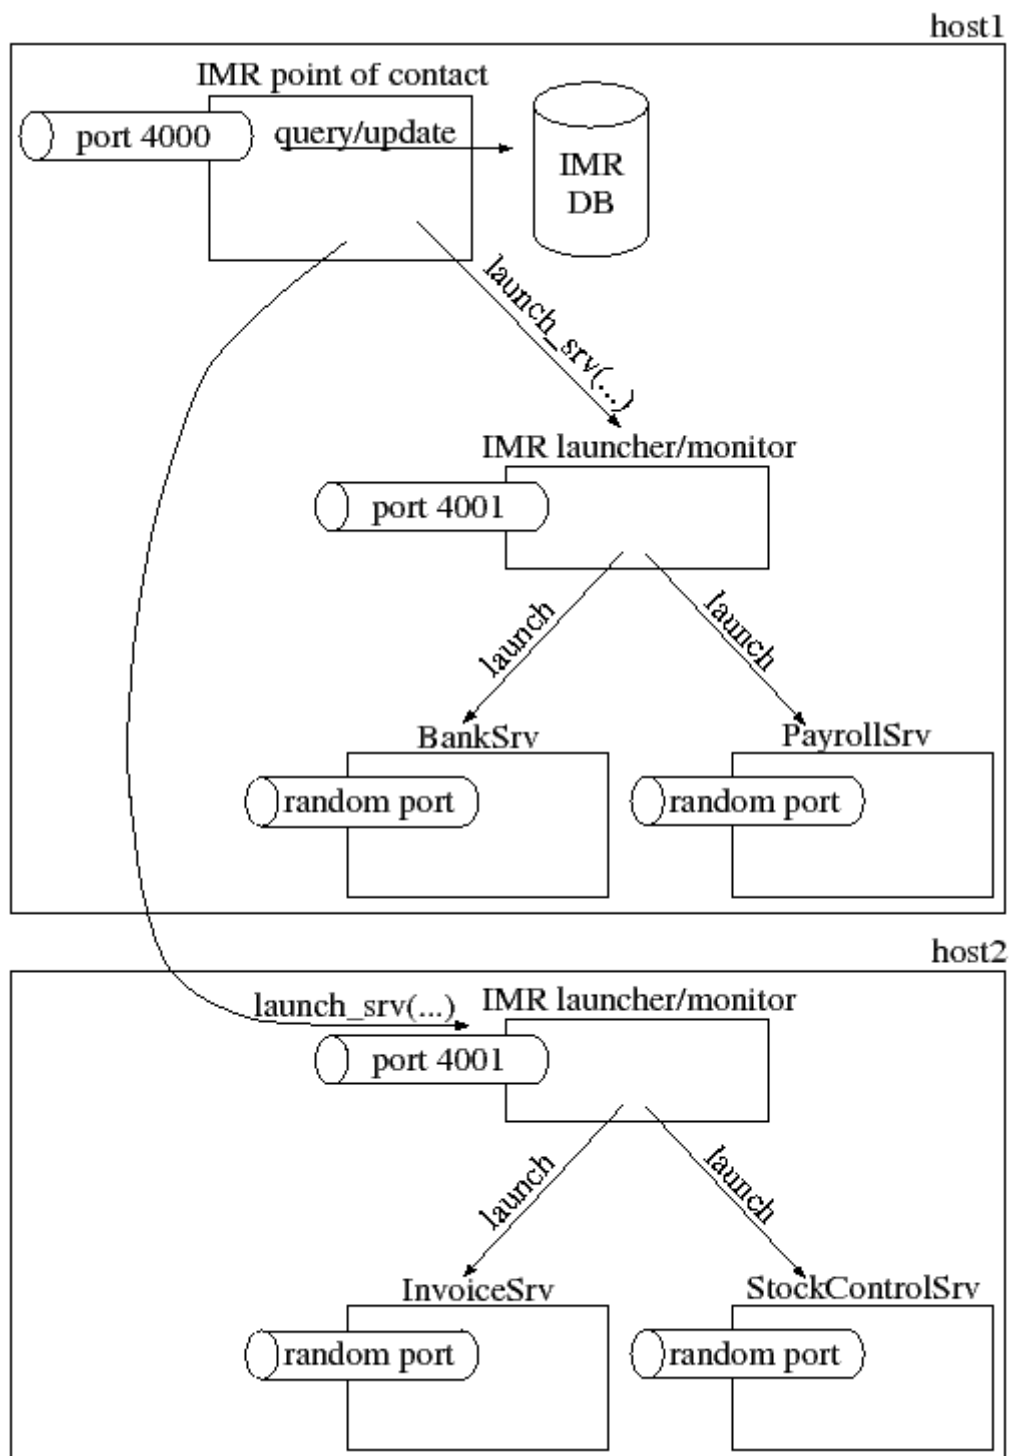 host1
IMR point of contact
port 4000
query/update
IMR
DB
launch_srv(...)
IMR launcher/monitor
port 4001
launch
launch
BankSrv
PayrollSrv
random port
random port
host2
launch_srv(...)
IMR launcher/monitor
port 4001
launch
launch
InvoiceSrv
StockControlSrv
random port
random port